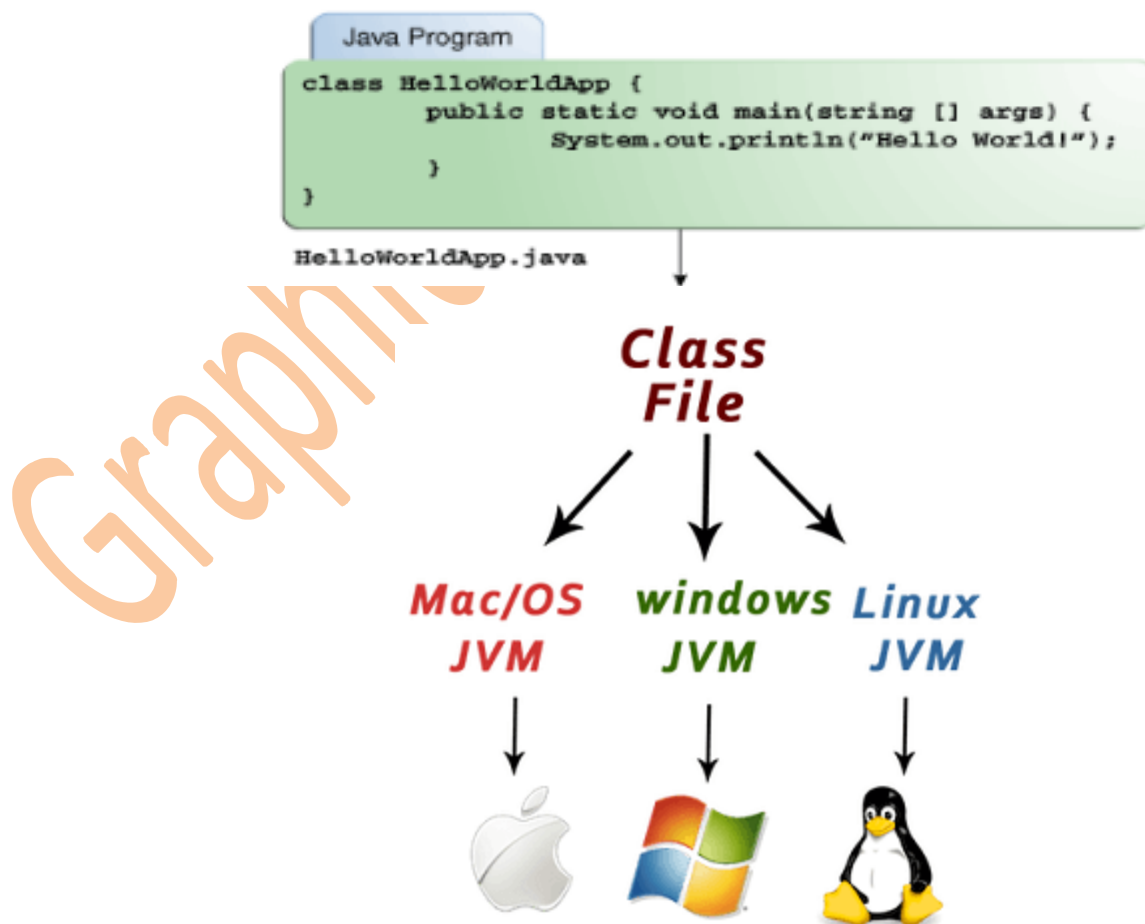 Java Program
class HelloWorldApp {
public static void main(string [] args) {
System.out.println("Hello World!");
}
}
HelloWorldApp.java
Class
File
Mac/OS
JVM
windows
JVM
Linux
JVM